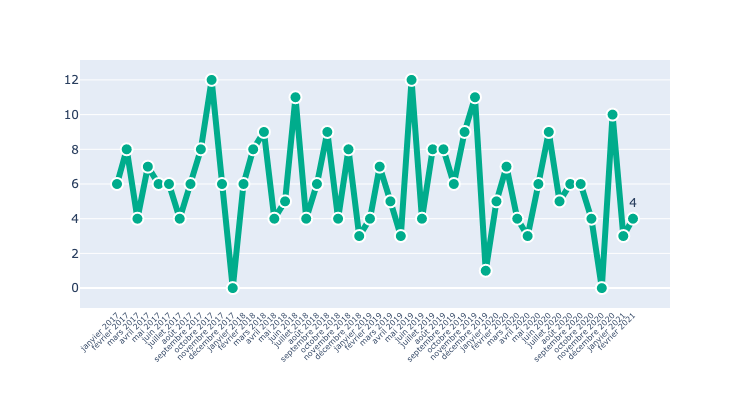 12
10
8
6
4
2
0
4
janvier 2017
février 2017
mars 2017
avril 2017
mai 2017
juin 2017
juillet 2017
août 2017
septembre 2017
octobre 2017
novembre 2017
décembre 2017
janvier 2018
février 2018
mars 2018
avril 2018
mai 2018
juin 2018
juillet 2018
août 2018
septembre 2018
octobre 2018
novembre 2018
décembre 2018
janvier 2019
février 2019
mars 2019
avril 2019
mai 2019
juin 2019
juillet 2019
août 2019
septembre 2019
octobre 2019
novembre 2019
décembre 2019
janvier 2020
février 2020
mars 2020
avril 2020
mai 2020
juin 2020
juillet 2020
août 2020
septembre 2020
octobre 2020
novembre 2020
décembre 2020
janvier 2021
février 2021